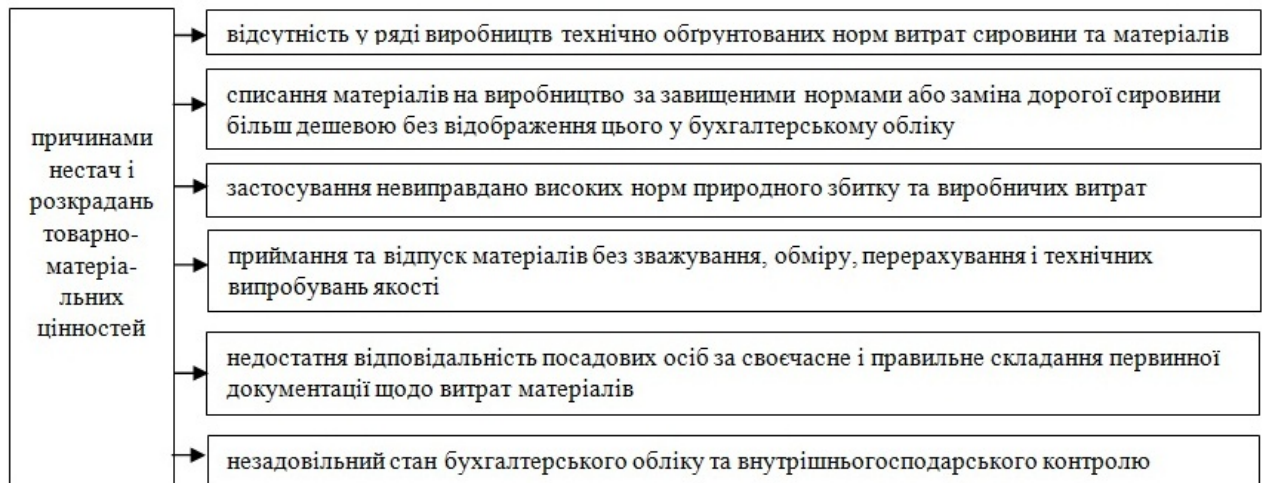 причинами
нестач і
розкрадань
товарно-
матеріа-
льних
цінностей
відсутність у ряді виробництв технічно обґрунтованих норм витрат сировини та матеріалів
списання матеріалів на виробництво за завищеними нормами або заміна дорогої сировини
більш дешевою без відображення цього у бухгалтерському обліку
застосування невиправдано високих норм природного збитку та виробничих витрат
приймання та відпуск матеріалів без зважування, обміру, перерахування і технічних
випробувань якості
недостатня відповідальність посадових осіб за своєчасне і правильне складання первинної
документації щодо витрат матеріалів
незадовільний стан бухгалтерського обліку та внутрішньогосподарського контролю